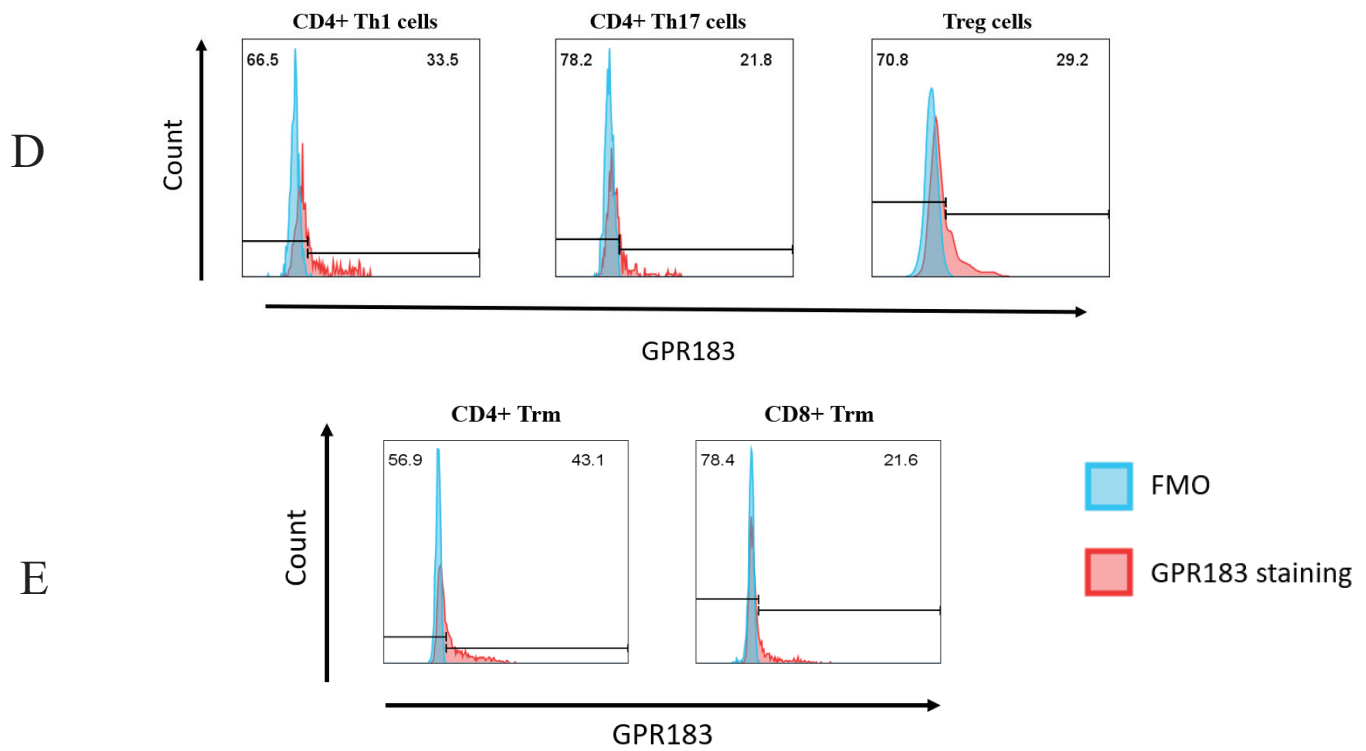 CD4+ Th1 cells
CD4+ Th17 cells
Treg cells
66.5
33.5
78.2
21.8
70.8
29.2
D
Count
GPR183
CD4+ Trm
CD8+ Trm
56.9
43.1
78.4
21.6
E
Count
GPR183
FMO
GPR183 staining